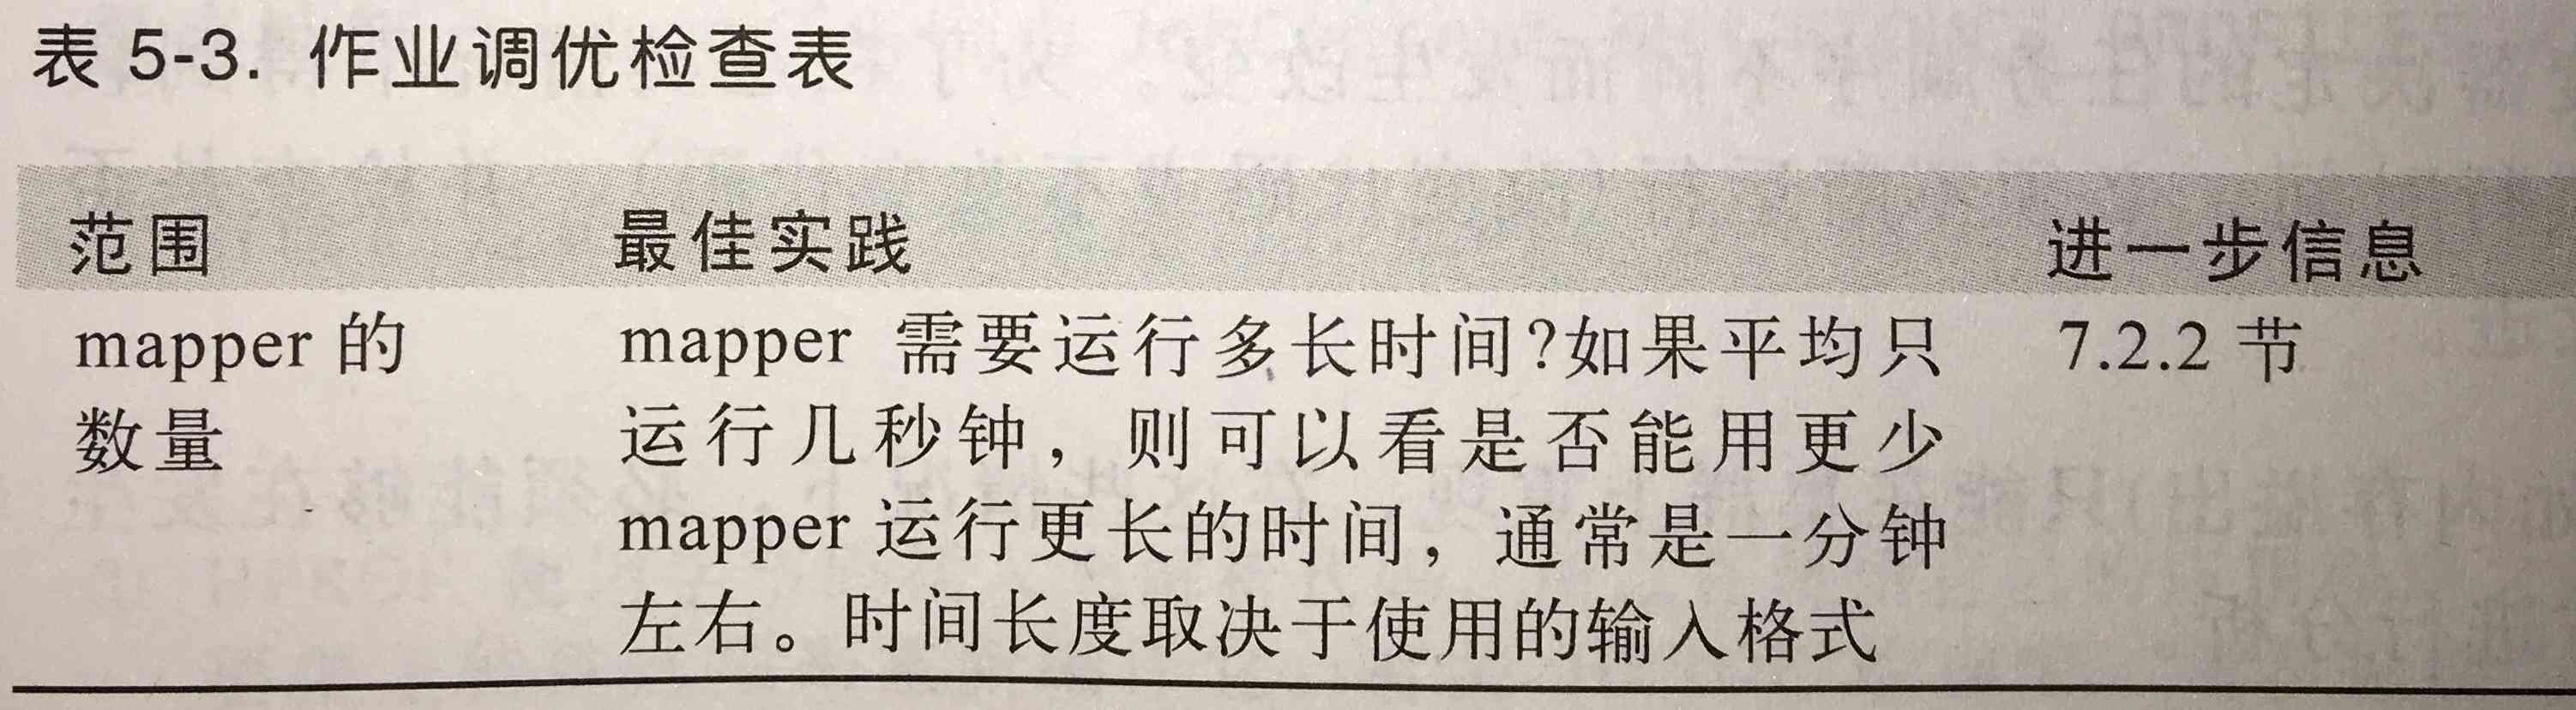 表 5-3. 作业调优检查表
范围 最佳实践 进一步信息
mapper 的 mapper 需要运行多长时间?如果平均只 7.2.2 节
数量 运行几秒钟，则可以看是否能用更少
mapper 运行更长的时间，通常是一分钟
左右。时间长度取决于使用的输入格式